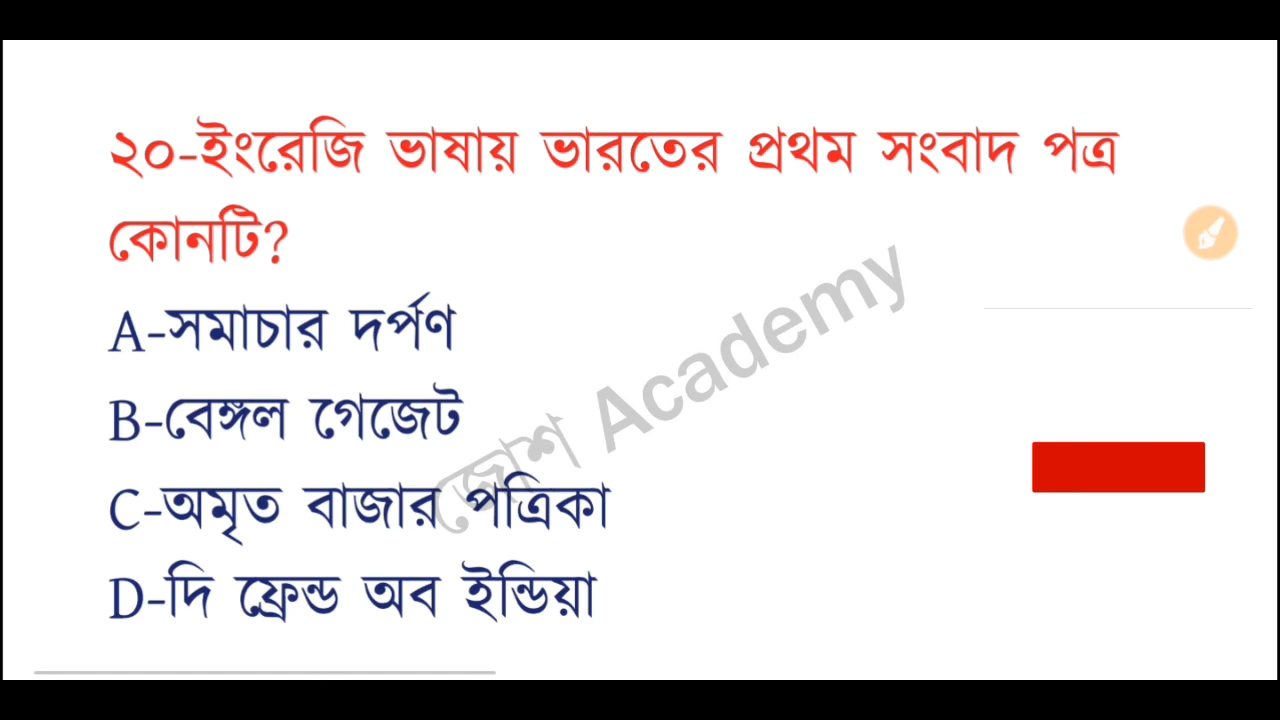 ২০-ইংরেজি ভাষায় ভারতের প্রথম সংবাদ পত্র
কোনটি?
A-সমাচার দর্পণ
B-বেঙ্গল গেজেট
C-অমৃত বাজার পত্রিকা
D-দি ফ্রেন্ড অব ইন্ডিয়া
জোশ Academy